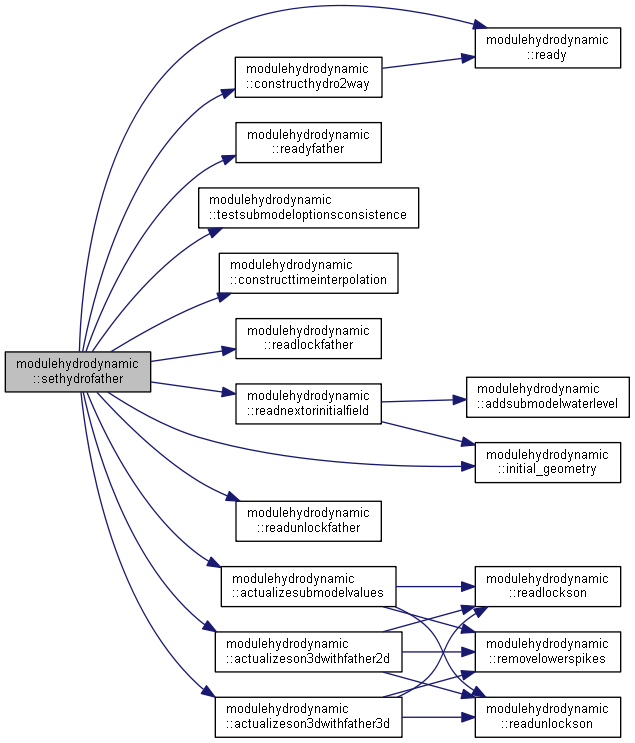 modulehydrodynamic
::sethydrofather
modulehydrodynamic
::ready
modulehydrodynamic
::constructhydro2way
modulehydrodynamic
::readyfather
modulehydrodynamic
::testsubmodeloptionsconsistence
modulehydrodynamic
::constructtimeinterpolation
modulehydrodynamic
::readlockfather
modulehydrodynamic
::readnextorinitialfield
modulehydrodynamic
::addsubmodelwaterlevel
modulehydrodynamic
::initial_geometry
modulehydrodynamic
::readunlockfather
modulehydrodynamic
::actualizesubmodelvalues
modulehydrodynamic
::readlockson
modulehydrodynamic
::actualizeson3dwithfather2d
modulehydrodynamic
::removelowerspikes
modulehydrodynamic
::actualizeson3dwithfather3d
modulehydrodynamic
::readunlockson